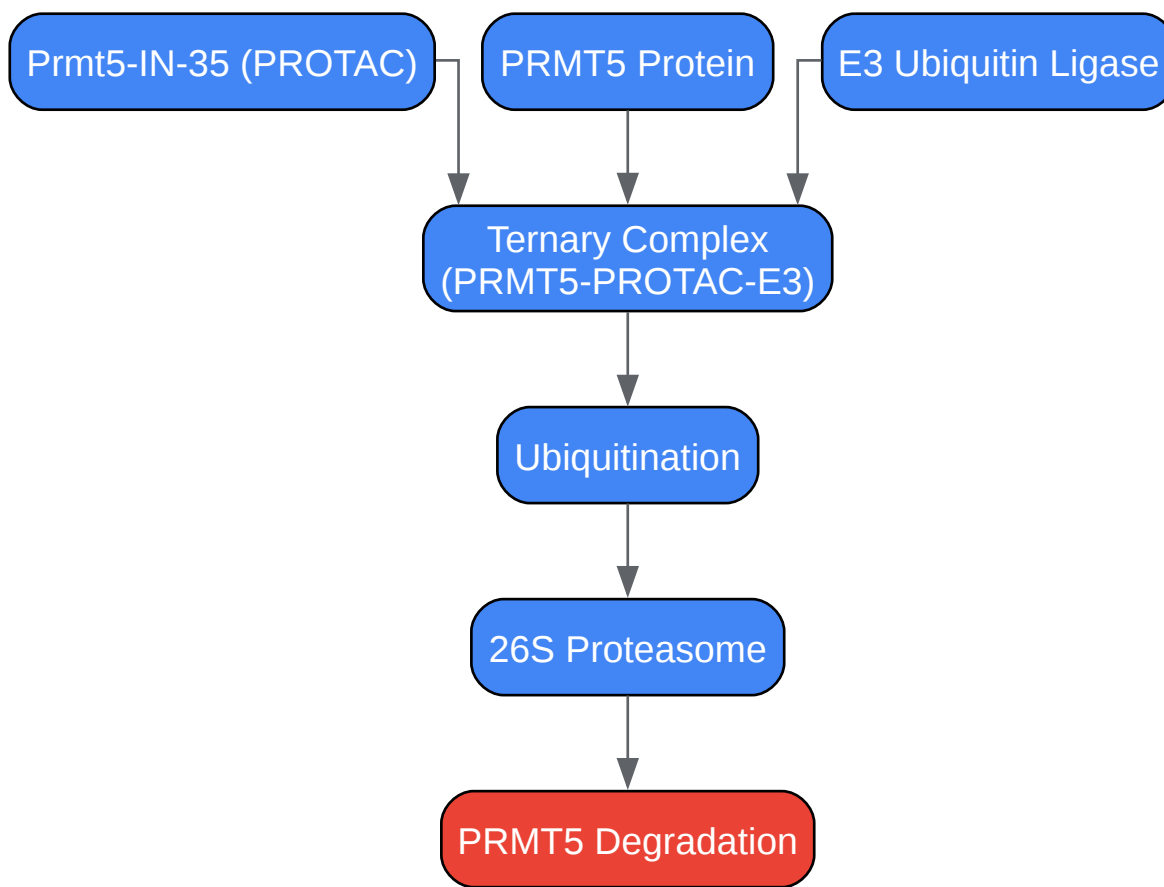 Prmt5-IN-35 (PROTAC)
PRMT5 Protein
E3 Ubiquitin Ligase
Ternary Complex
(PRMT5-PROTAC-E3)
Ubiquitination
26S Proteasome
PRMT5 Degradation